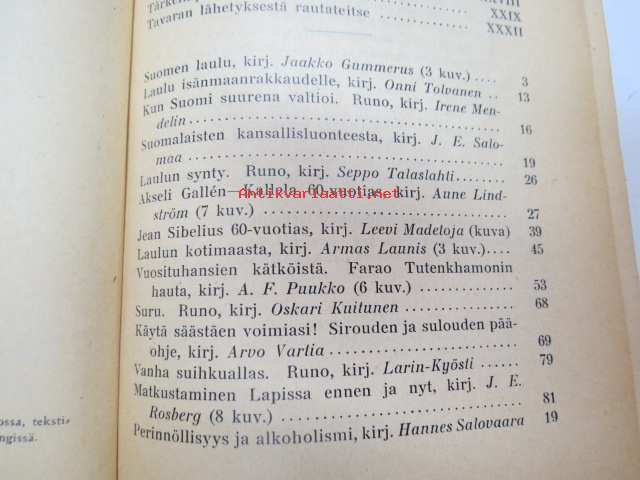 XXVIII
Tavaran lähetyksestä rautateitse ............ XXIX
XXXII
Suomen laulu, kirj. Jaakko Gummerus (3 kuv.) .... 3
Laulu isänmaanrakkaudelle, kirj. Onni Tolvanen .. 13
Kun Suomi suurena valtioi. Runo, kirj. Irene Men-
delin ........................ 16
Suomalaisten kansallisluonteesta, kirj. J. E. Salo-
maa ........................ 19
Laulun synty. Runo, kirj. Seppo Talaslahti ........ 26
Akseli Gallén—Kallela 60-vuotias, kirj. Aune Lind-
ström (7 kuv.) ........................ 27
Jean Sibelius 60-vuotias, kirj. Leevi Madetoja (kuva) 39
Laulun kotimaasta, kirj. Armas Launis (3 kuv.) .... 45
Vuosituhansien kätköistä. Farao Tutenkhamonin
hauta, kirj. A. F. Puukko (6 kuv.) ............ 53
Suru. Runo, kirj. Oskari Kuitunen ............ 68
Käytä säästäen voimiasi! Sirouden ja sulouden pää-
ohje, kirj. Arvo Vartia ............ 69
Vanha suihkuallas. Runo, kirj. Larin-Kyösti ...... 79
Matkustaminen Lapissa ennen ja nyt, kirj. J. E.
Rosberg (8 kuv.) ............ 81
Perinnöllisyys ja alkoholismi, kirj. Hannes Salovaara 19
ossa, teksti-
ngissä.
Antikvariaatti.net